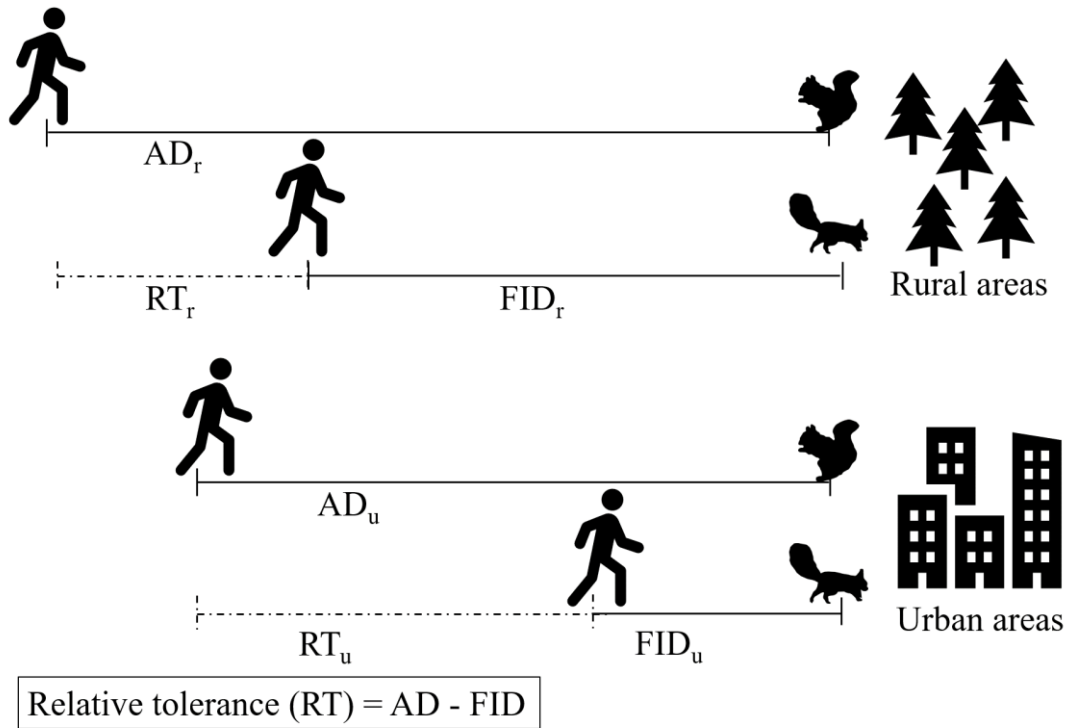 ADr
RTr
FIDr
Rural areas
ADu
RTu
FIDu
Urban areas
Relative tolerance (RT) = AD - FID